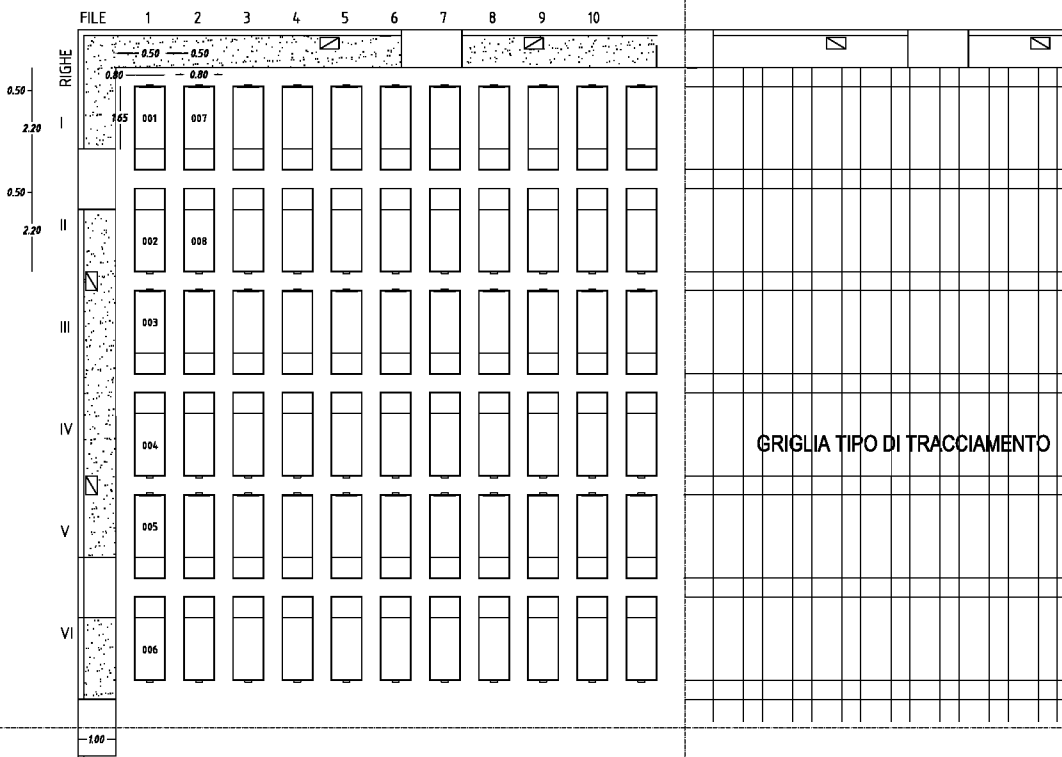 FILE 1 2 3 4 5 6 7 8 9 10
RIGHE
0.50 0.50
0.80 0.80
0.50
I 1.65 001 007
2.20
0.50
II
2.20 002 008
III 003
IV 004
GRIGLIA TIPO DI TRACCIAMENTO
V 005
VI 006
1.00